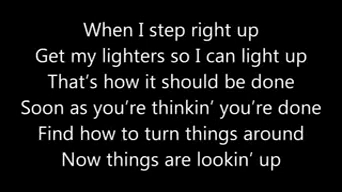 When I step right up
Get my lighters so I can light up
That’s how it should be done
Soon as you’re thinkin’ you’re done
Find how to turn things around
Now things are lookin’ up